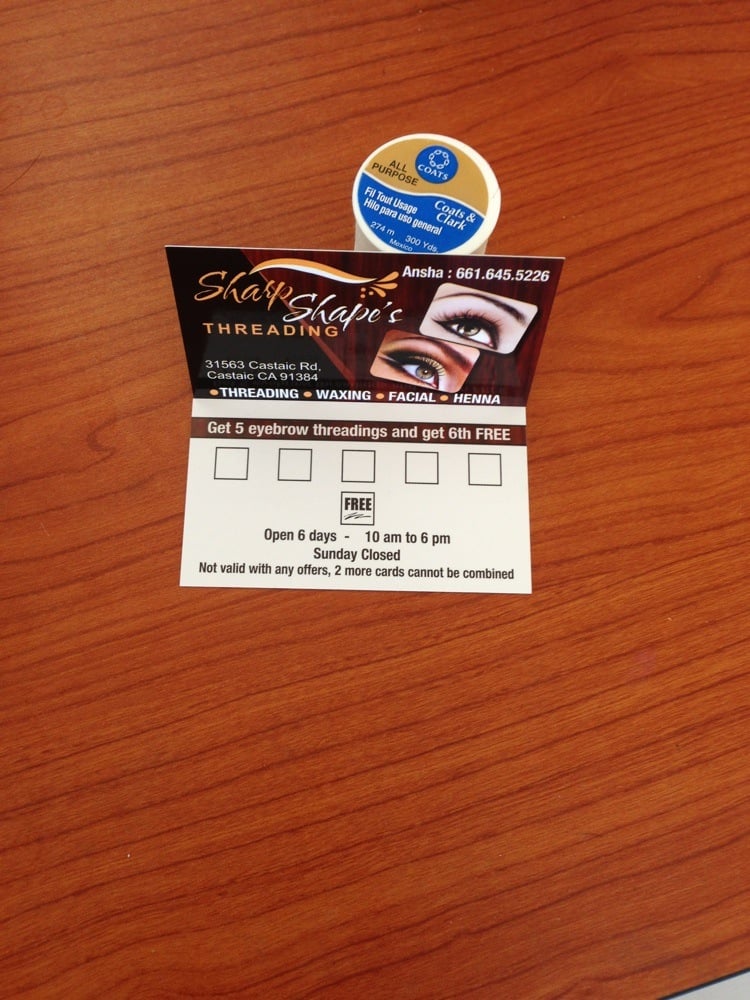 COATS
ALL
PURPOSE
Coats &
Clark
Fil Tout Usage
Hilo para uso general
274 m 300 Yds.
Mexico
Ansha : 661.645.5226
Sharp
Shape's
THREADING
31563 Castaic Rd,
Castaic CA 91384
• THREADING • WAXING • FACIAL • HENNA
Get 5 eyebrow threadings and get 6th FREE
FREE
Open 6 days - 10 am to 6 pm
Sunday Closed
Not valid with any offers, 2 more cards cannot be combined